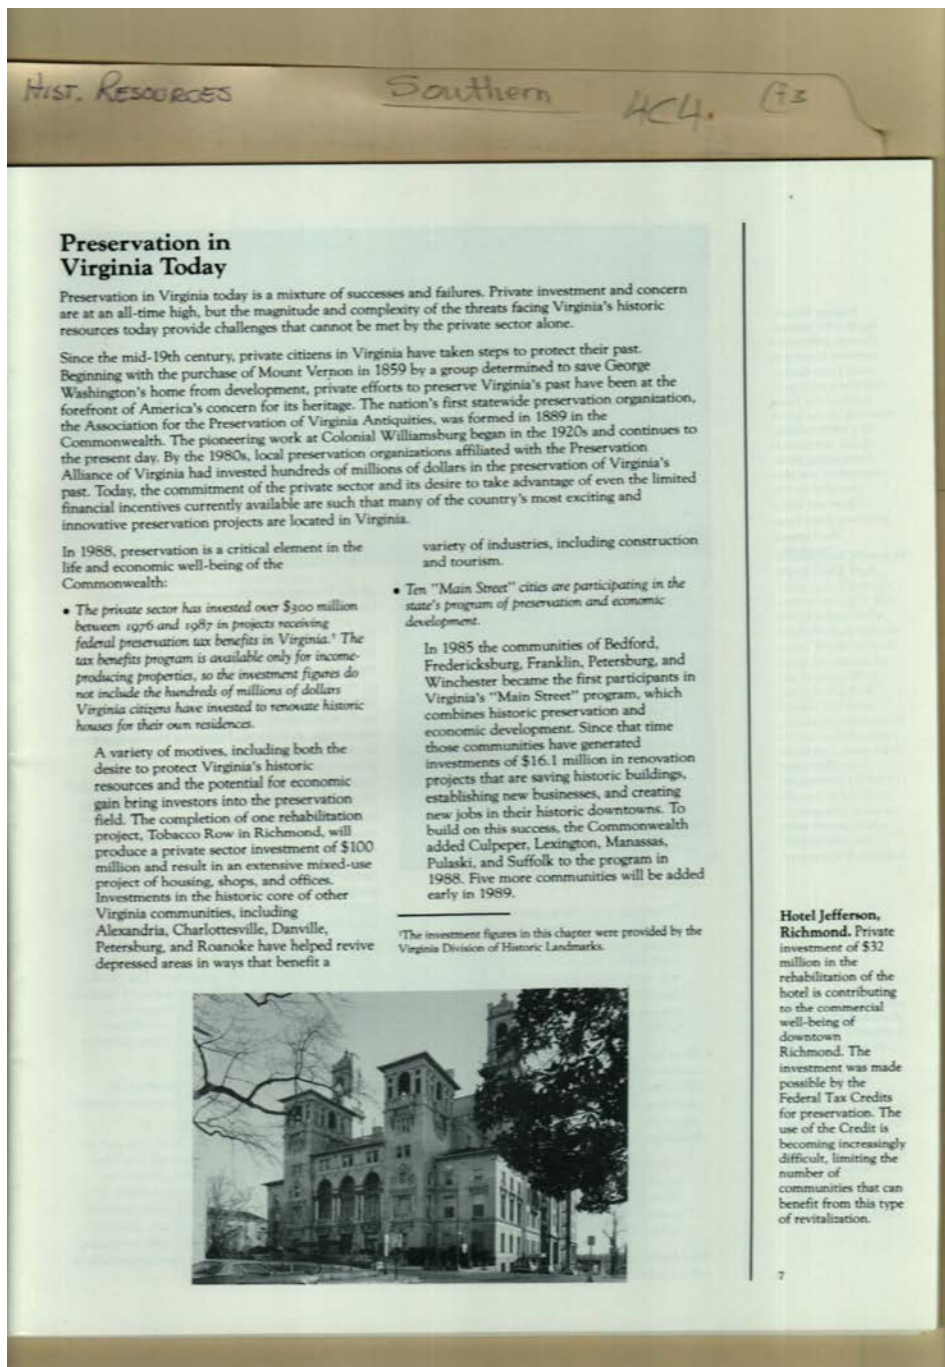 HIST. RESOURCES
Southern
4C4.
Preservation in
Virginia Today
Preservation in Virginia today is a mixture of successes and failures. Private investment and concern
are at an all-time high, but the magnitude and complexity of the threats facing Virginia's historic
resources today provide challenges that cannot be met by the private sector alone.
Since the mid-19th century, private citizens in Virginia have taken steps to protect their past.
Beginning with the purchase of Mount Vernon in 1859 by a group determined to save George
Washington's home from development, private efforts to preserve Virginia's past have been at the
forefront of America's concern for its heritage. The nation's first statewide preservation organization,
the Association for the Preservation of Virginia Antiquities, was formed in 1889 in the
Commonwealth. The pioneering work at Colonial Williamsburg began in the 1920s and continues to
the present day. By the 1980s, local preservation organizations affiliated with the Preservation
Alliance of Virginia had invested hundreds of millions of dollars in the preservation of Virginia's
past. Today, the commitment of the private sector and its desire to take advantage of even the limited
financial incentives currently available are such that many of the country's most exciting and
innovative preservation projects are located in Virginia.
In 1988, preservation is a critical element in the
life and economic well-being of the
Commonwealth:
• The private sector has invested over $300 million
between 1976 and 1987 in projects receiving
federal preservation tax benefits in Virginia.¹ The
tax benefits program is available only for income-
producing properties, so the investment figures do
not include the hundreds of millions of dollars
Virginia citizens have invested to renovate historic
houses for their own residences.
A variety of motives, including both the
desire to protect Virginia's historic
resources and the potential for economic
gain bring investors into the preservation
field. The completion of one rehabilitation
project, Tobacco Row in Richmond, will
produce a private sector investment of $100
million and result in an extensive mixed-use
project of housing, shops, and offices.
Investments in the historic core of other
Virginia communities, including
Alexandria, Charlottesville, Danville,
Petersburg, and Roanoke have helped revive
depressed areas in ways that benefit a
variety of industries, including construction
and tourism.
• Ten "Main Street" cities are participating in the
state's program of preservation and economic
development.
In 1985 the communities of Bedford,
Fredericksburg, Franklin, Petersburg, and
Winchester became the first participants in
Virginia's "Main Street" program, which
combines historic preservation and
economic development. Since that time
those communities have generated
investments of $16.1 million in renovation
projects that are saving historic buildings,
establishing new businesses, and creating
new jobs in their historic downtowns. To
build on this success, the Commonwealth
added Culpeper, Lexington, Manassas,
Pulaski, and Suffolk to the program in
1988. Five more communities will be added
early in 1989.
¹The investment figures in this chapter were provided by the
Virginia Division of Historic Landmarks.
Hotel Jefferson,
Richmond. Private
investment of $32
million in the
rehabilitation of the
hotel is contributing
to the commercial
well-being of
downtown
Richmond. The
investment was made
possible by the
Federal Tax Credits
for preservation. The
use of the Credit is
becoming increasingly
difficult, limiting the
number of
communities that can
benefit from this type
of revitalization.
7